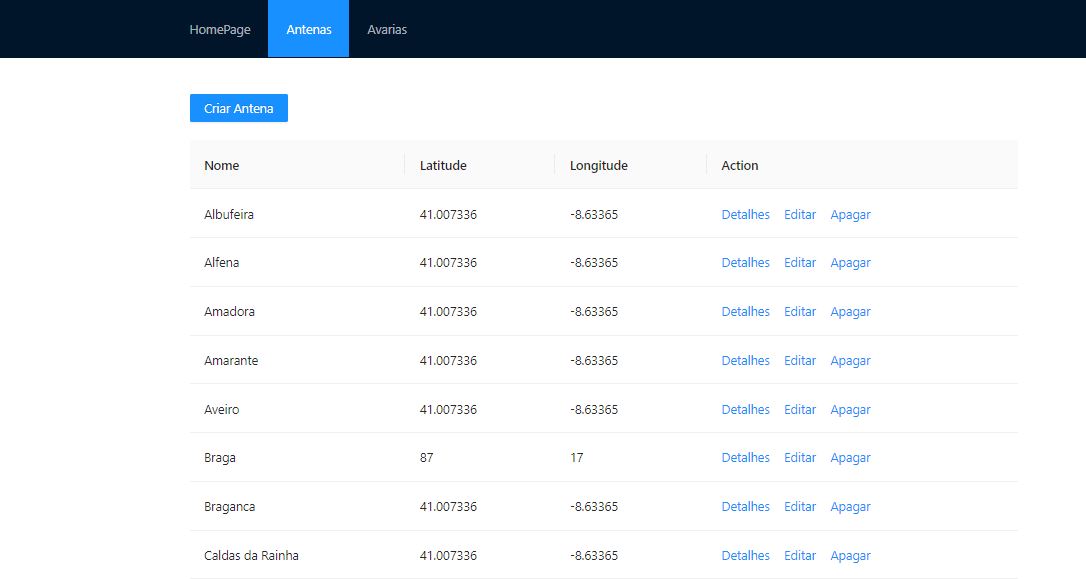 HomePage Antenas Avarias
Criar Antena
Nome Latitude Longitude Action
Albufeira 41.007336 -8.63365 Detalhes Editar Apagar
Alfena 41.007336 -8.63365 Detalhes Editar Apagar
Amadora 41.007336 -8.63365 Detalhes Editar Apagar
Amarante 41.007336 -8.63365 Detalhes Editar Apagar
Aveiro 41.007336 -8.63365 Detalhes Editar Apagar
Braga 87 17 Detalhes Editar Apagar
Braganca 41.007336 -8.63365 Detalhes Editar Apagar
Caldas da Rainha 41.007336 -8.63365 Detalhes Editar Apagar